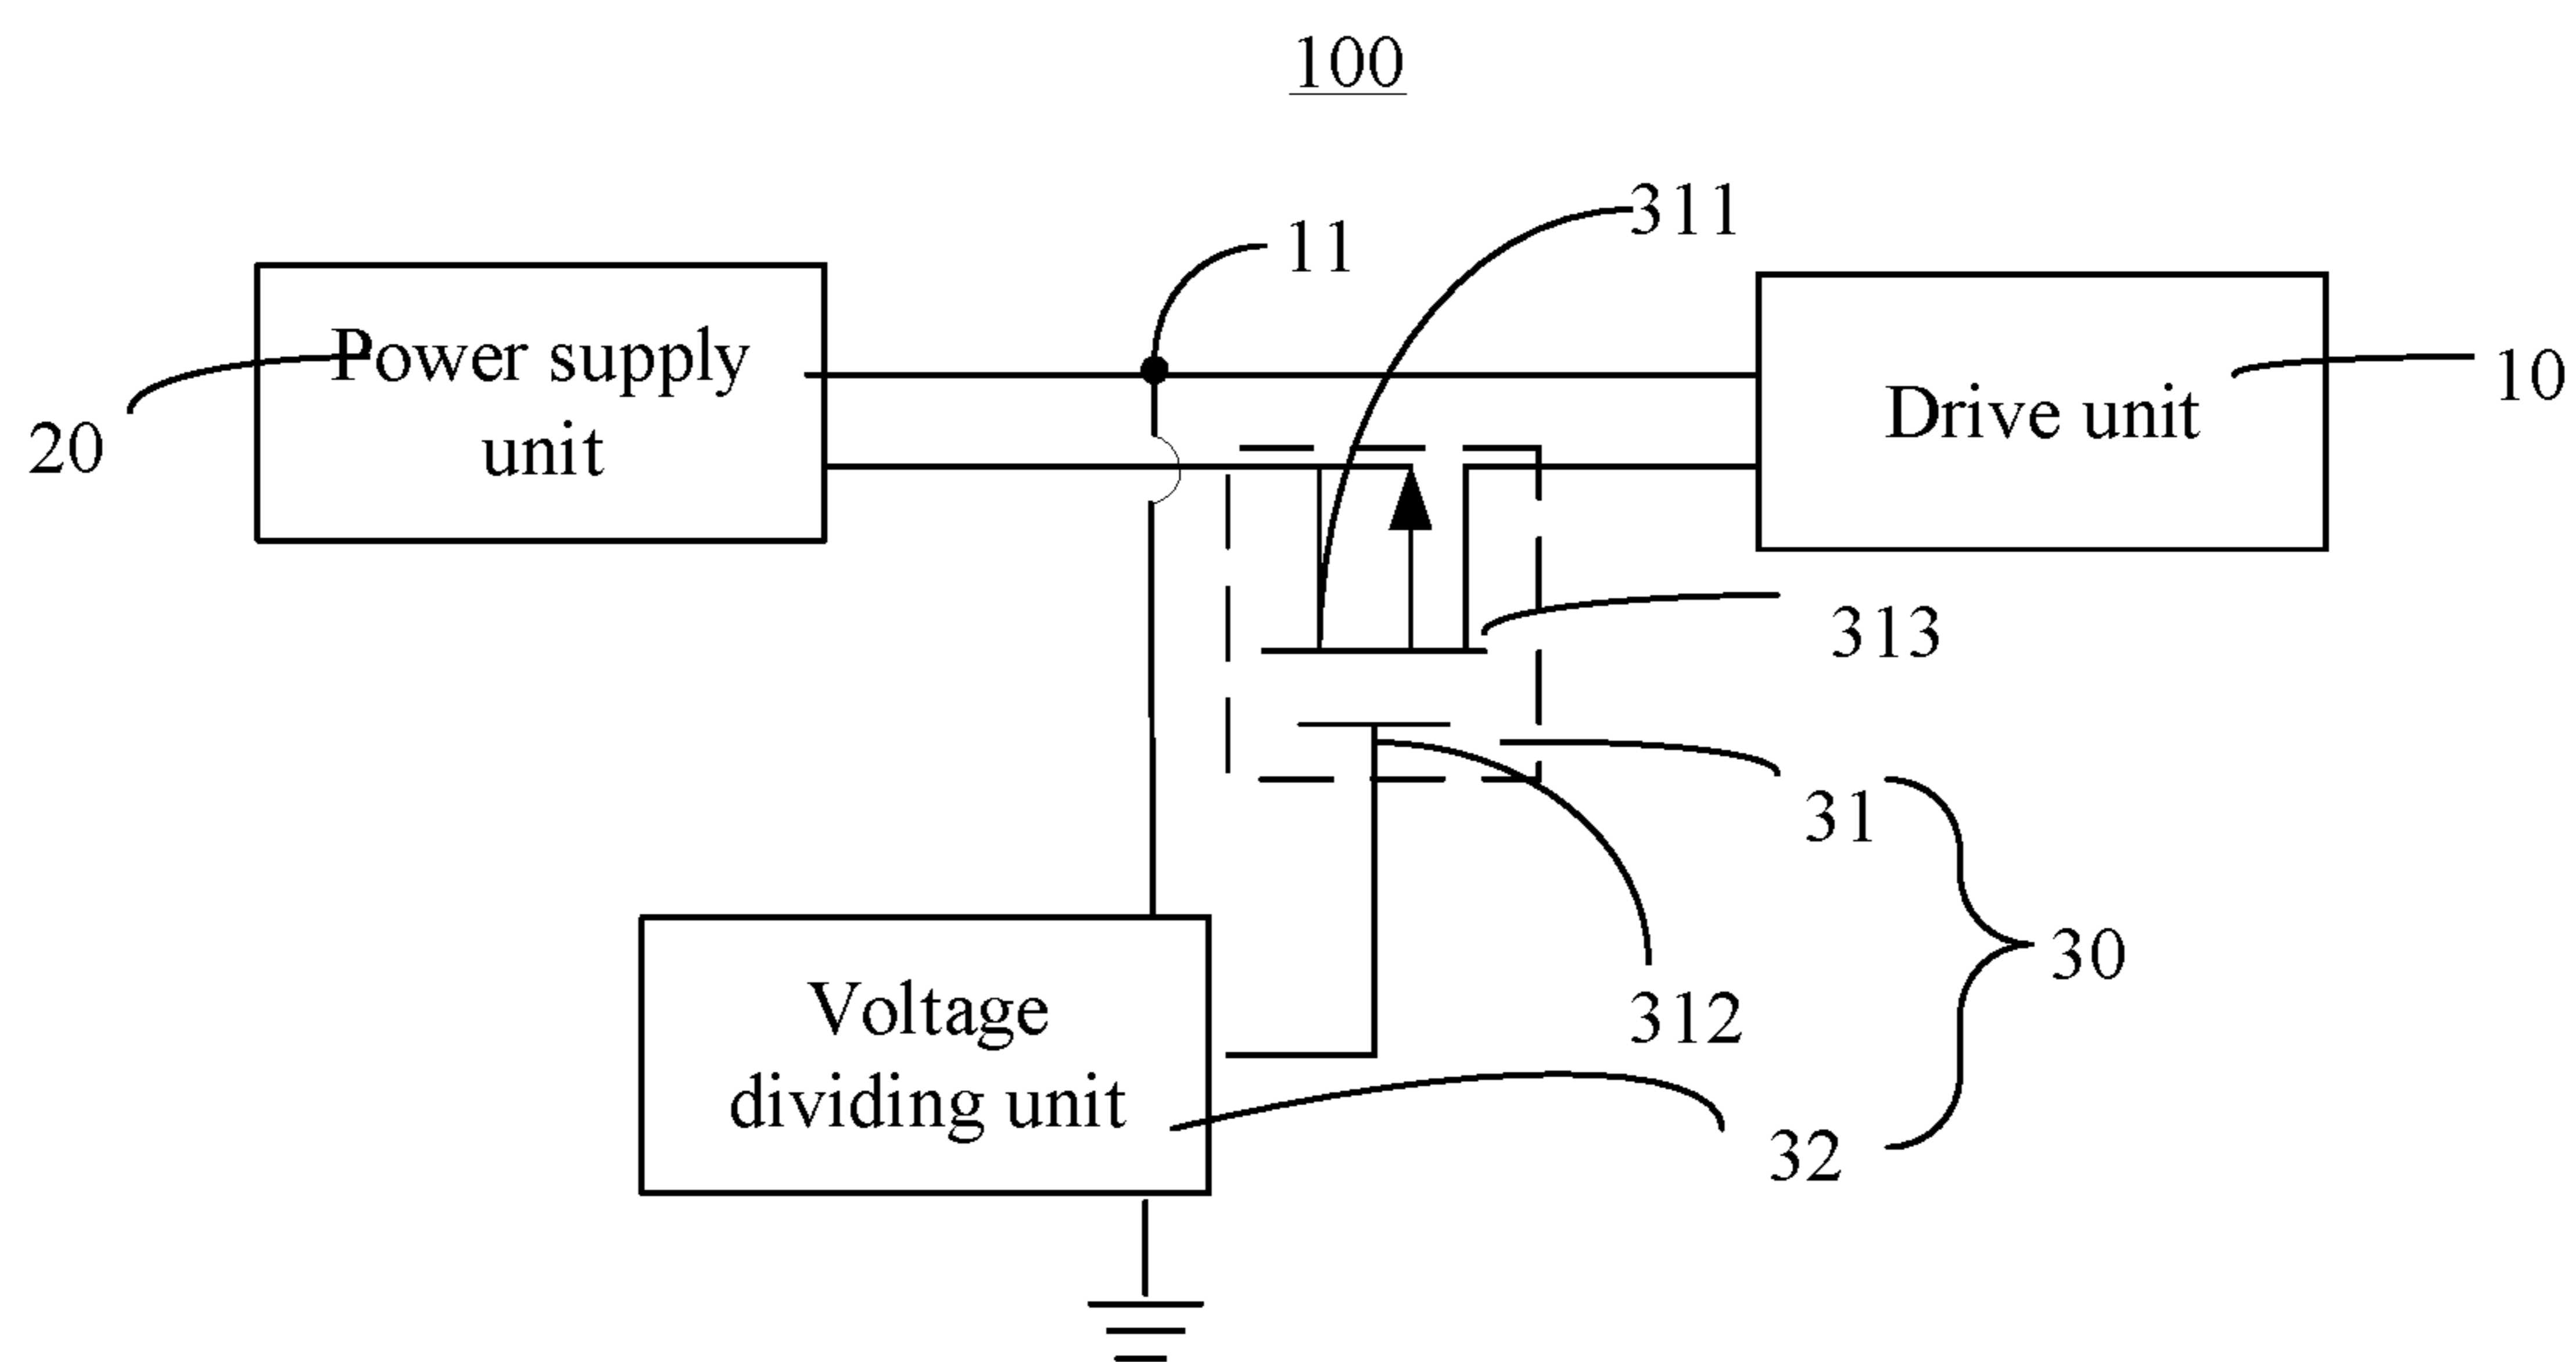 100
311
11
Power supply
unit
Drive unit
10
20
313
31
30
Voltage
dividing unit
312
32